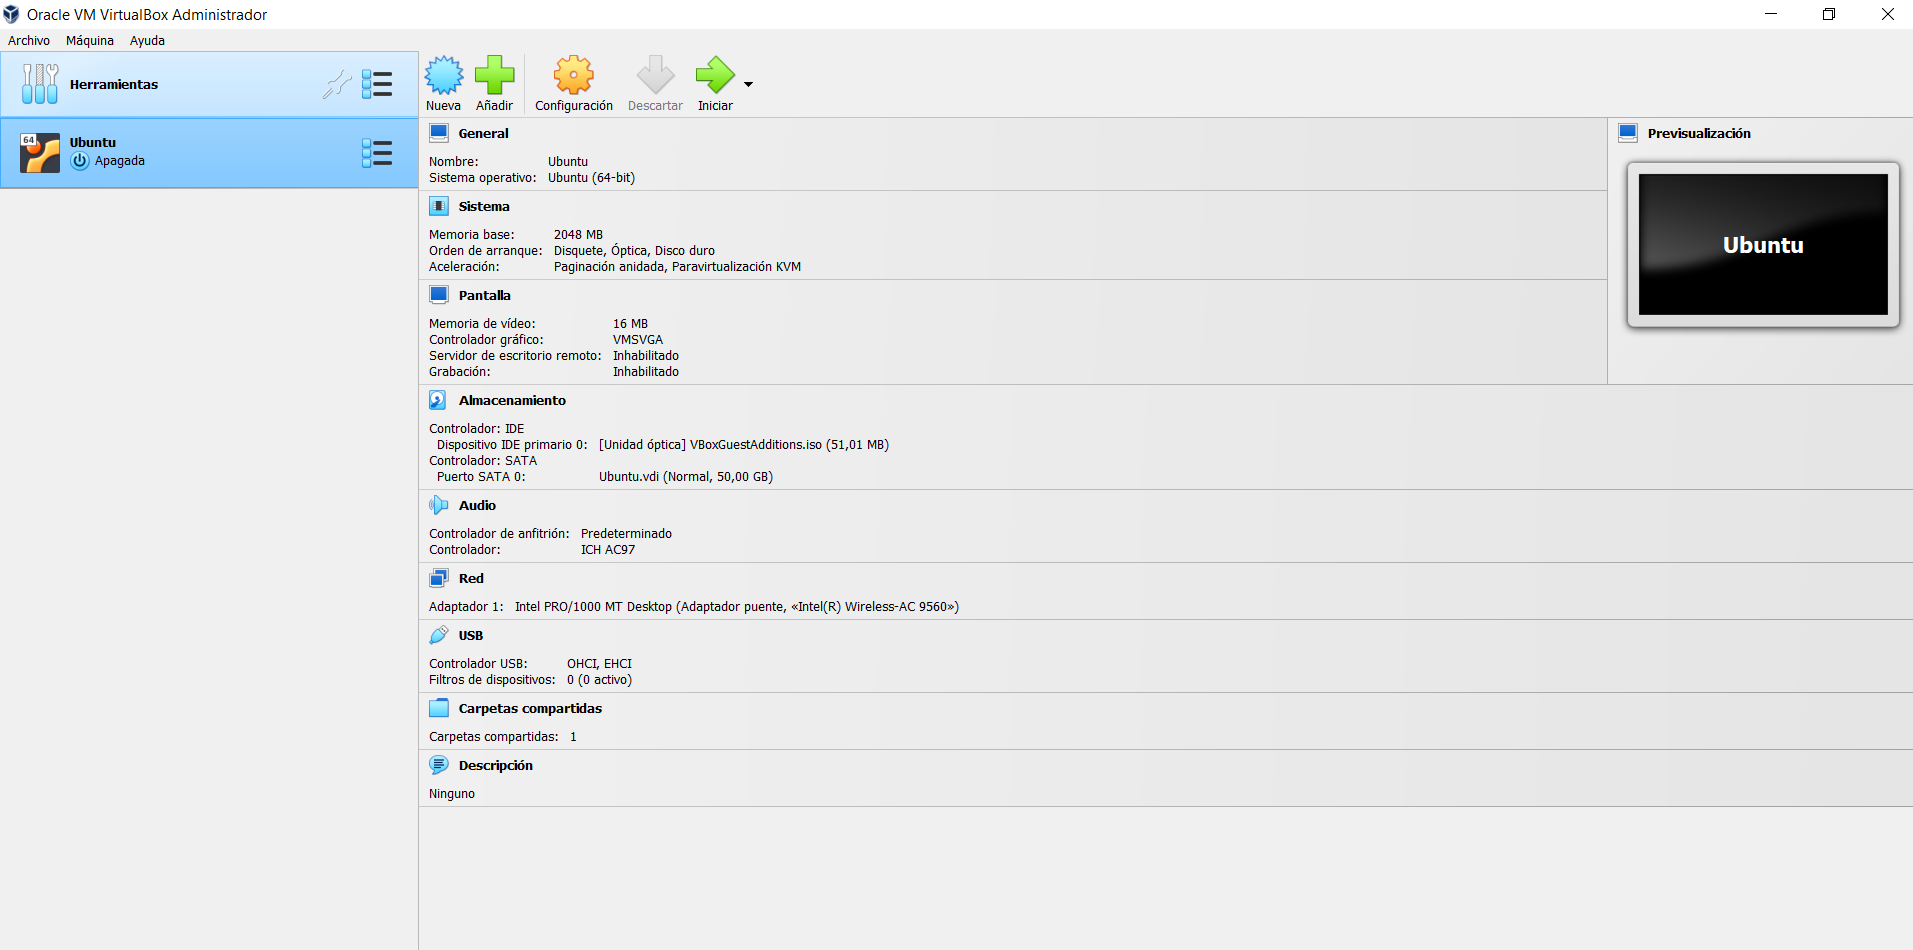 Oracle VM VirtualBox Administrador
Archivo Máquina Ayuda
Herramientas
64
Ubuntu
Apagada
Nueva Añadir Configuración Descartar Iniciar
General
Nombre: Ubuntu
Sistema operativo: Ubuntu (64-bit)
Previsualización
Ubuntu
Sistema
Memoria base: 2048 MB
Orden de arranque: Disquete, Óptica, Disco duro
Aceleración: Paginación anidada, Paravirtualización KVM
Pantalla
Memoria de vídeo: 16 MB
Controlador gráfico: VMSVGA
Servidor de escritorio remoto: Inhabilitado
Grabación: Inhabilitado
Almacenamiento
Controlador: IDE
Dispositivo IDE primario 0: [Unidad óptica] VBoxGuestAdditions.iso (51,01 MB)
Controlador: SATA
Puerto SATA 0: Ubuntu.vdi (Normal, 50,00 GB)
Audio
Controlador de anfitrión: Predeterminado
Controlador: ICH AC97
Red
Adaptador 1: Intel PRO/1000 MT Desktop (Adaptador puente, «Intel(R) Wireless-AC 9560»)
USB
Controlador USB: OHCI, EHCI
Filtros de dispositivos: 0 (0 activo)
Carpetas compartidas
Carpetas compartidas: 1
Descripción
Ninguno